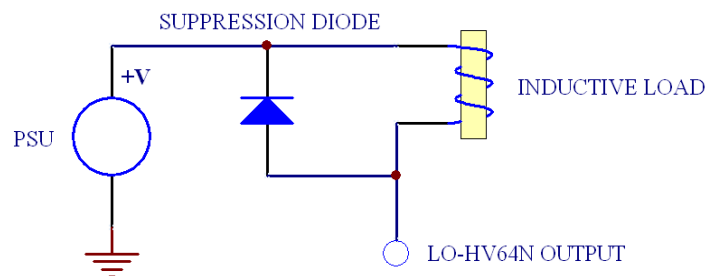 SUPPRESSION DIODE
+V
PSU
INDUCTIVE LOAD
LO-HV64N OUTPUT